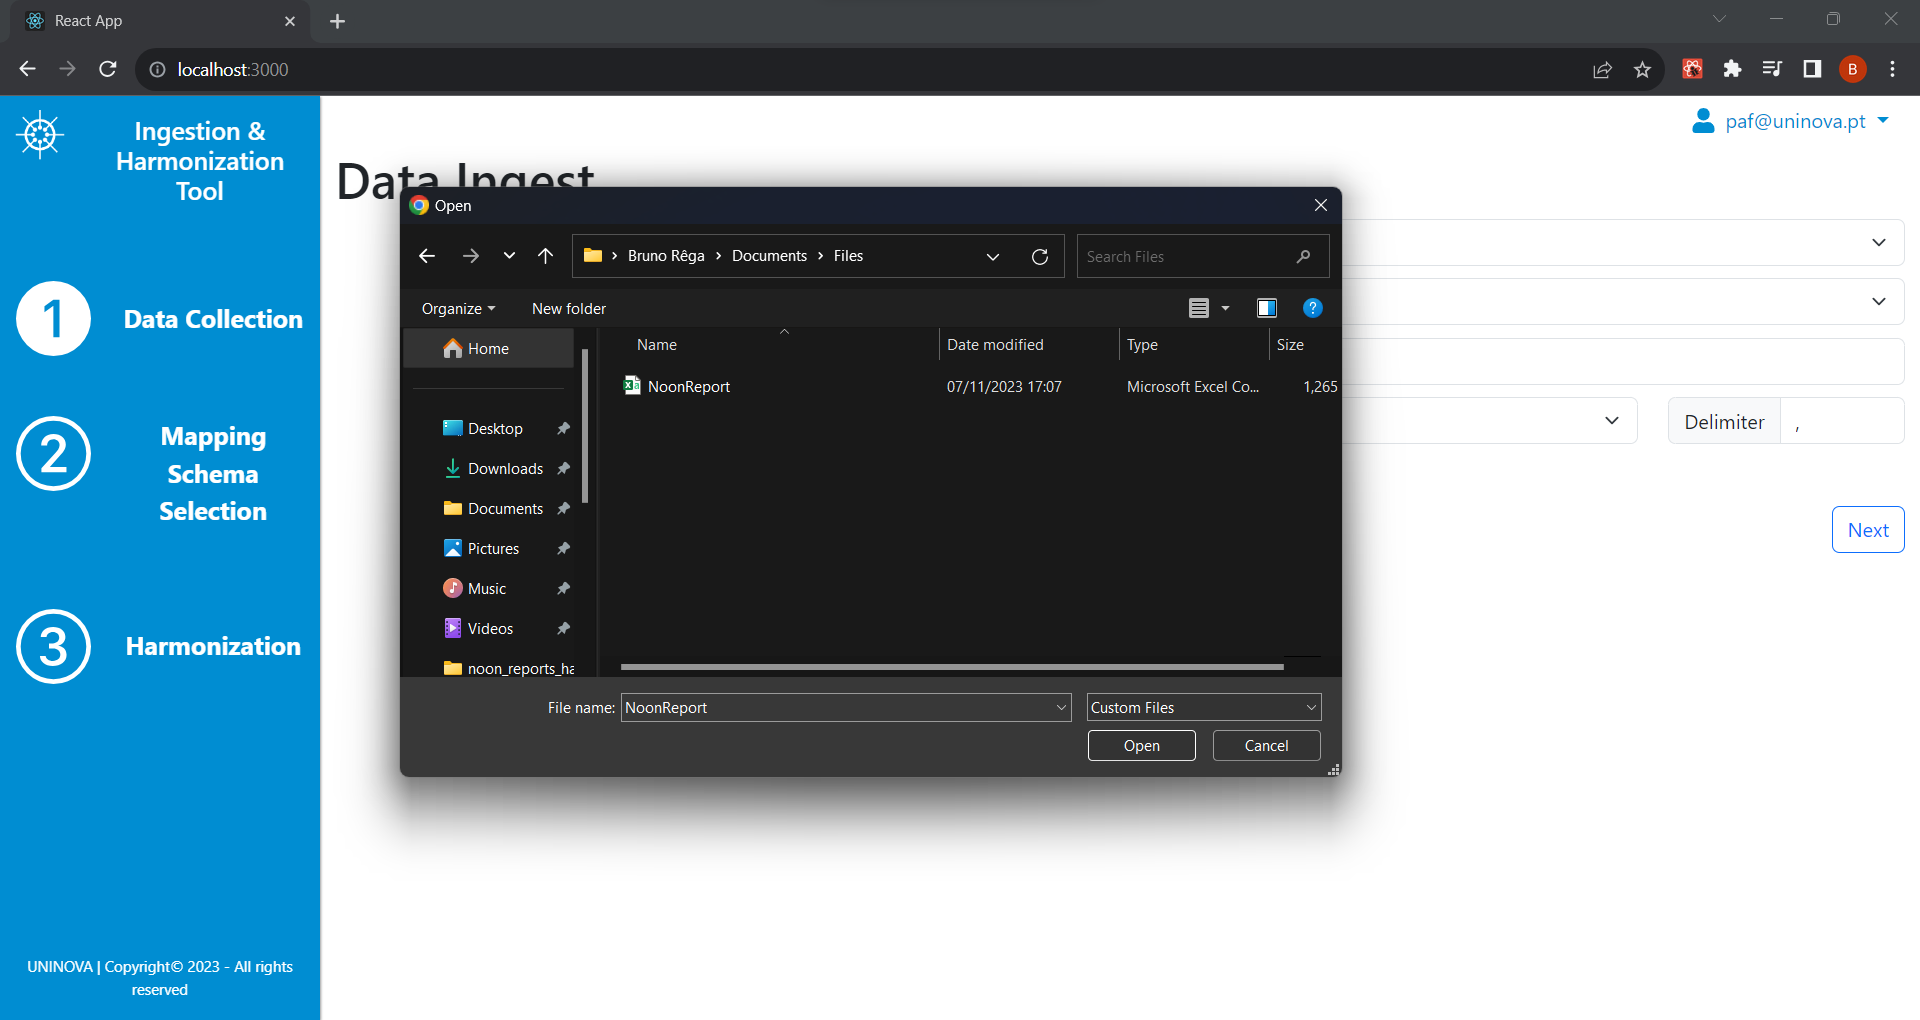 React App
localhost:3000
B
Ingestion &
Harmonization
Tool
paf@uninova.pt
Data Ingest
Open
Bruno Rêga > Documents > Files
Search Files
Organize
New folder
?
Home
Name
Date modified
Type
Size
NoonReport
07/11/2023 17:07
Microsoft Excel Co...
1,265
Desktop
Downloads
Documents
Pictures
Music
Videos
noon_reports_ha
File name:
NoonReport
Custom Files
Open
Cancel
1
Data Collection
2
Mapping
Schema
Selection
3
Harmonization
Delimiter
,
Next
UNINOVA | Copyright© 2023 - All rights
reserved